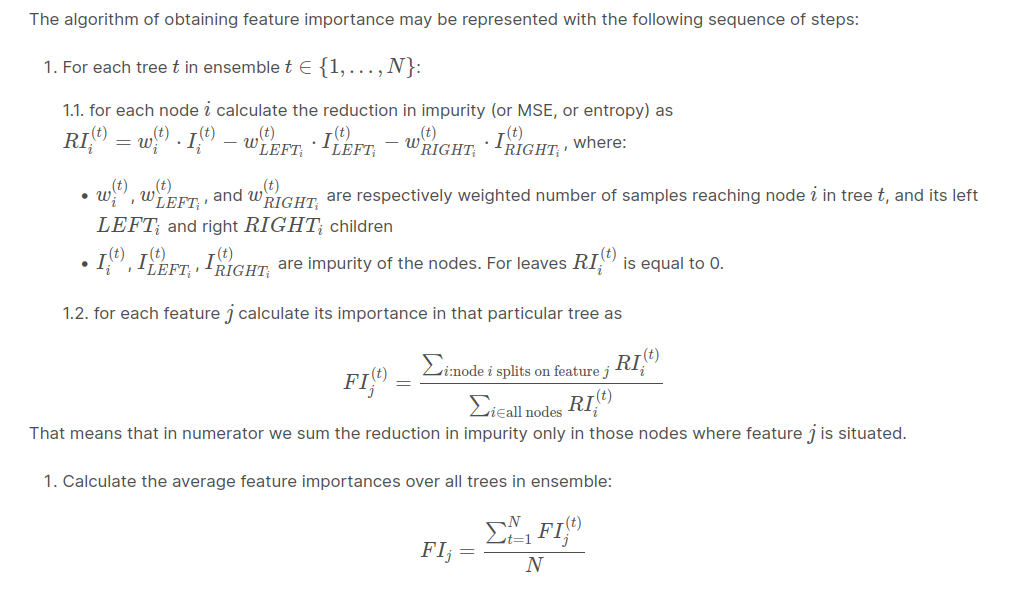 The algorithm of obtaining feature importance may be represented with the following sequence of steps:
1. For each tree $t$ in ensemble $t \in \{1, \ldots, N\}$:
1.1. for each node $i$ calculate the reduction in impurity (or MSE, or entropy) as
$RI_i^{(t)} = w_i^{(t)} \cdot I_i^{(t)} - w_{LEFT_i}^{(t)} \cdot I_{LEFT_i}^{(t)} - w_{RIGHT_i}^{(t)} \cdot I_{RIGHT_i}^{(t)}$, where:
• $w_i^{(t)}$, $w_{LEFT_i}^{(t)}$, and $w_{RIGHT_i}^{(t)}$ are respectively weighted number of samples reaching node $i$ in tree $t$, and its left
$LEFT_i$ and right $RIGHT_i$ children
• $I_i^{(t)}$, $I_{LEFT_i}^{(t)}$, $I_{RIGHT_i}^{(t)}$ are impurity of the nodes. For leaves $RI_i^{(t)}$ is equal to 0.
1.2. for each feature $j$ calculate its importance in that particular tree as
$FI_j^{(t)} = \frac{\sum_{i:\text{node } i \text{ splits on feature } j} RI_i^{(t)}}{\sum_{i \in \text{all nodes}} RI_i^{(t)}}$
That means that in numerator we sum the reduction in impurity only in those nodes where feature $j$ is situated.
1. Calculate the average feature importances over all trees in ensemble:
$FI_j = \frac{\sum_{t=1}^{N} FI_j^{(t)}}{N}$